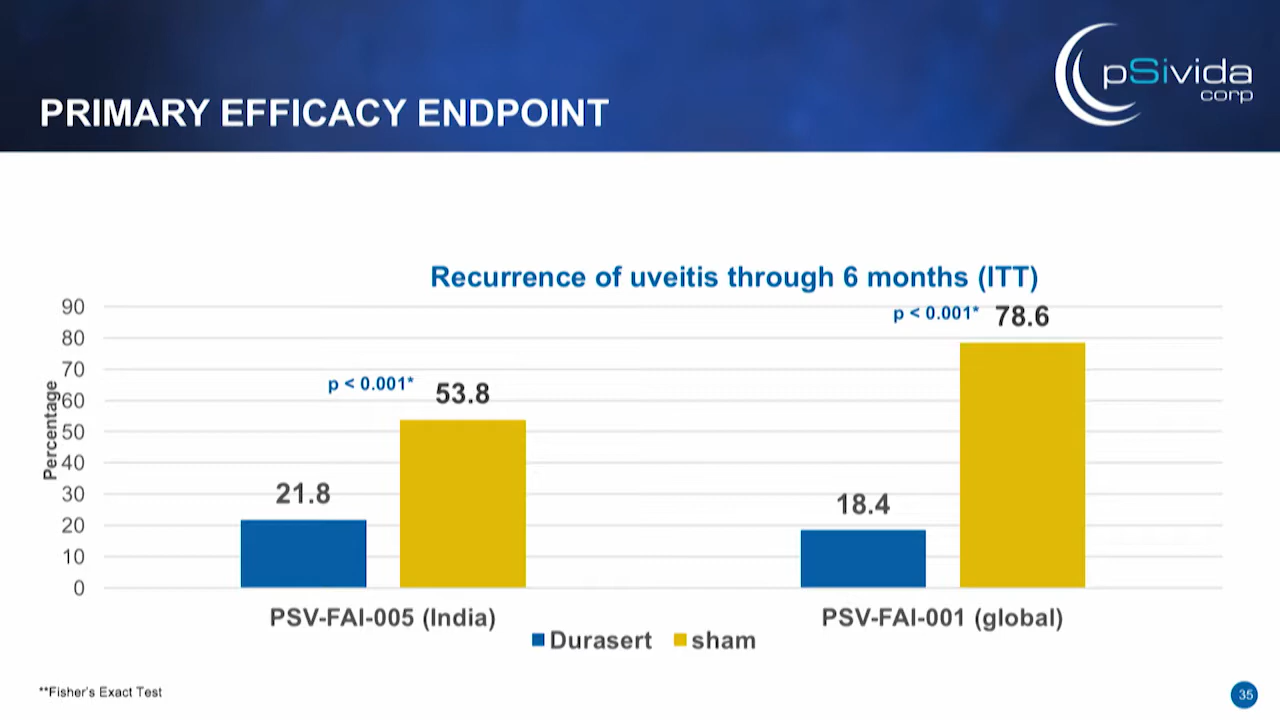 pSivida
corp
PRIMARY EFFICACY ENDPOINT
Recurrence of uveitis through 6 months (ITT)
Percentage
90
80
70
60
50
40
30
20
10
0
p < 0.001*
53.8
21.8
p < 0.001*
78.6
18.4
PSV-FAI-005 (India)
PSV-FAI-001 (global)
Durasert
sham
**Fisher's Exact Test
35